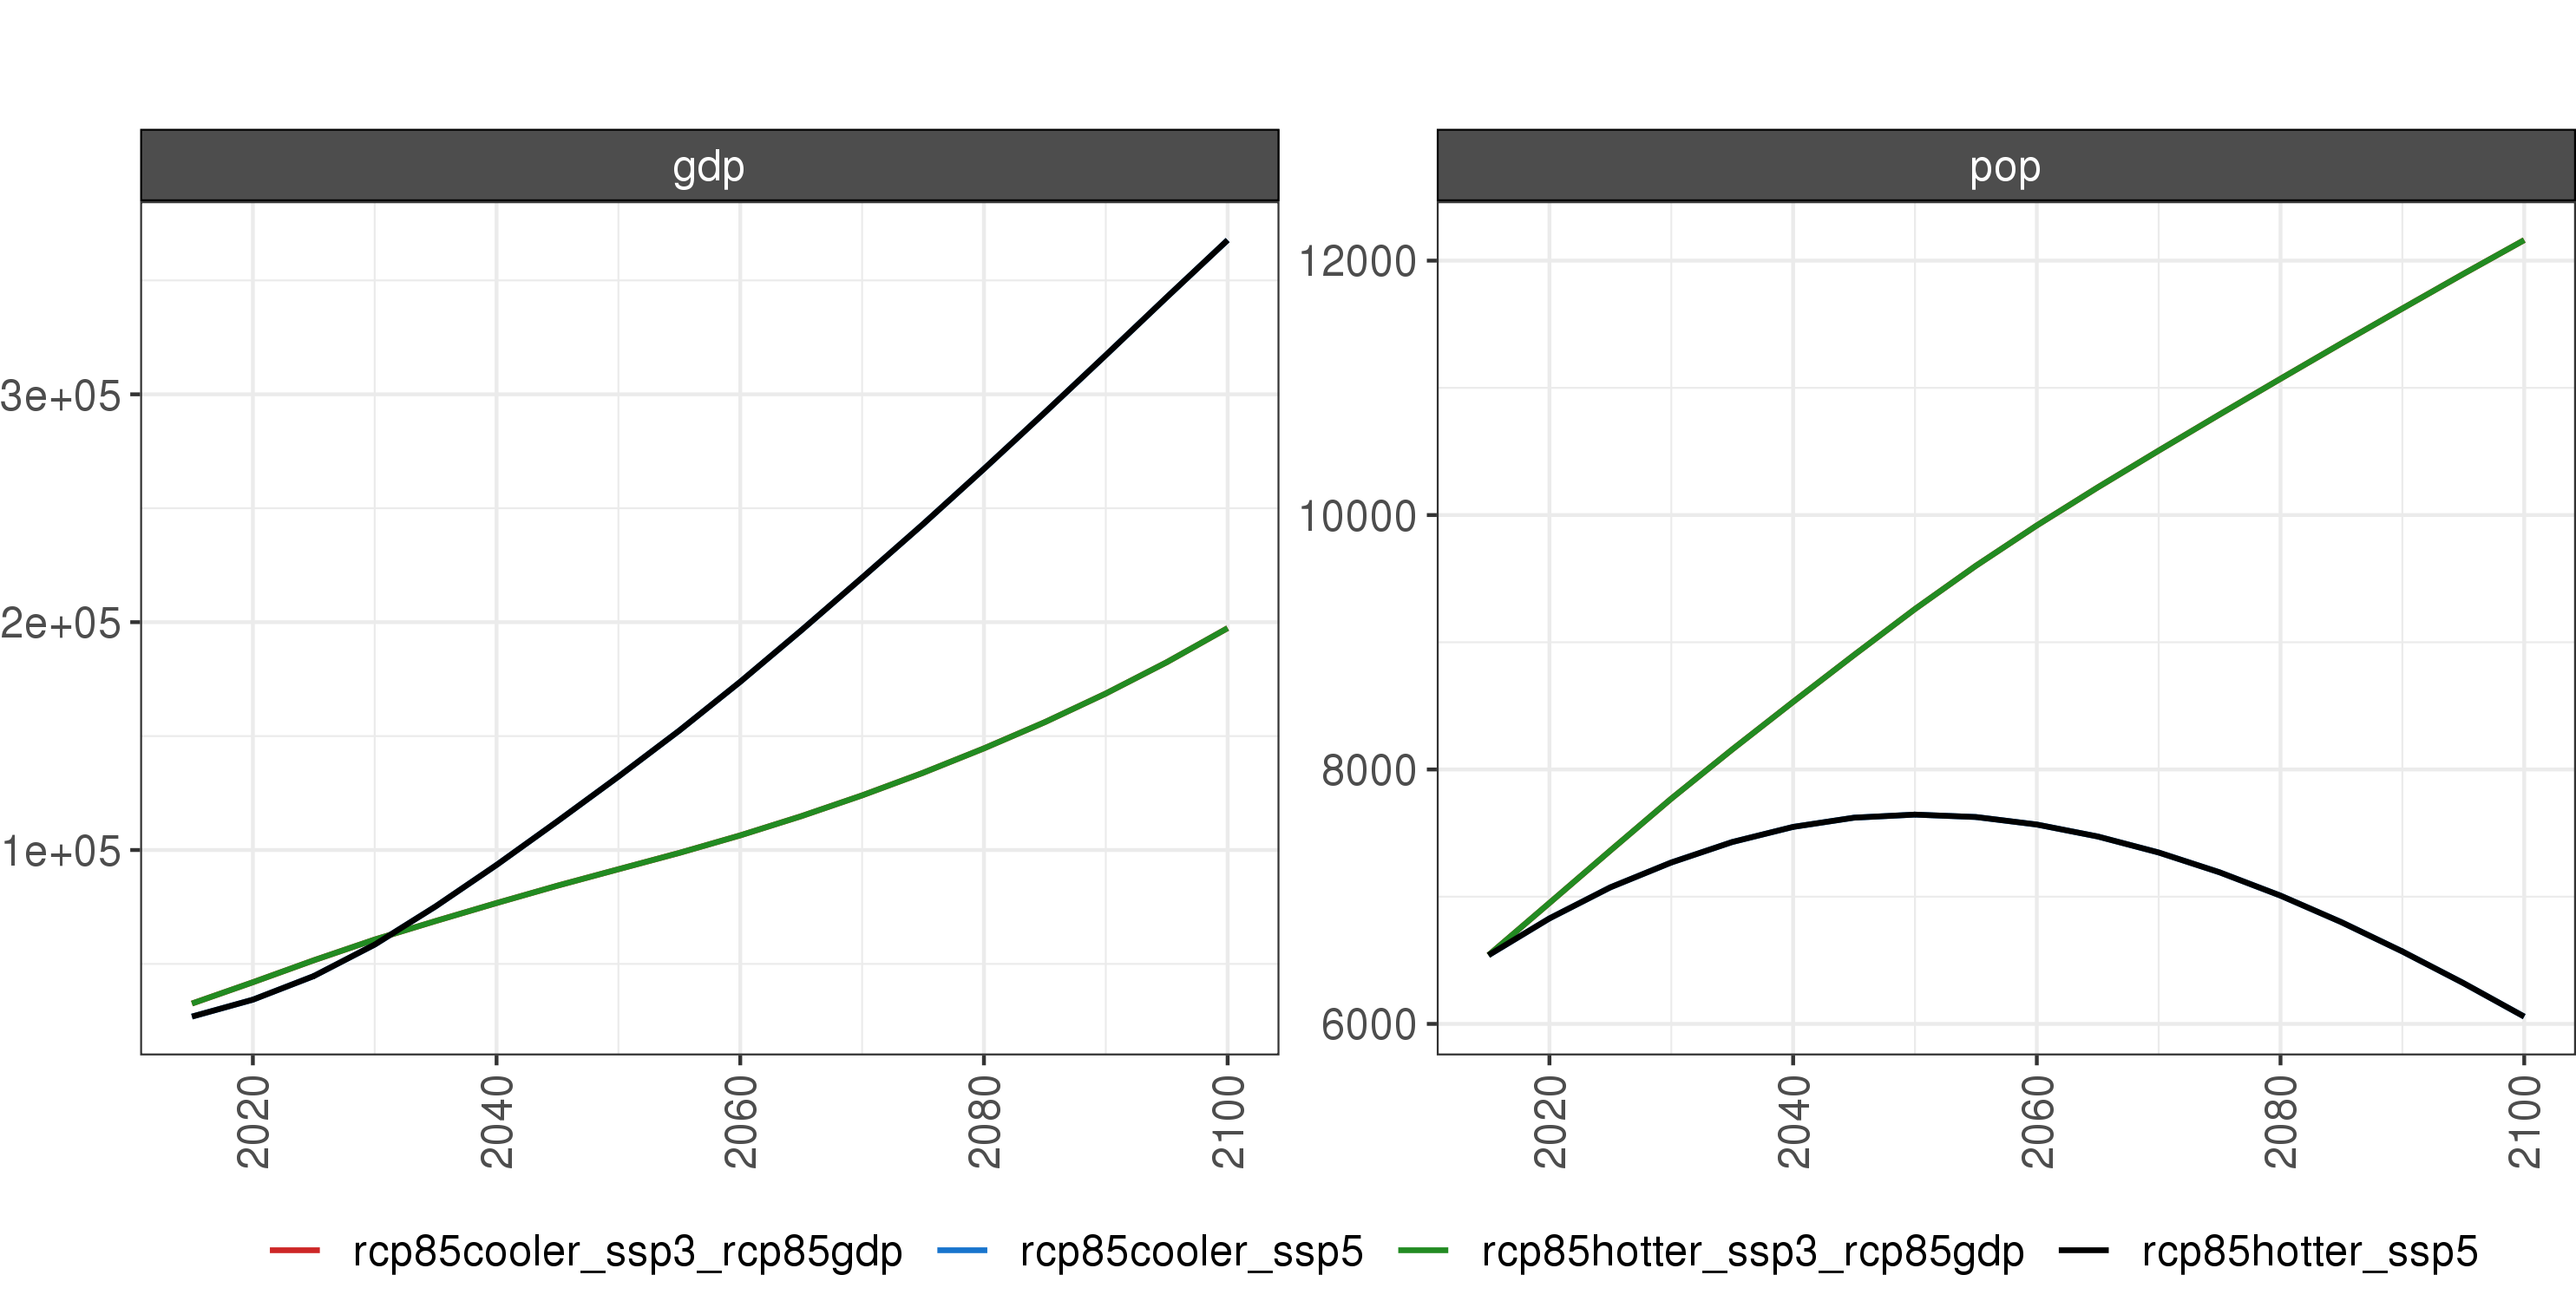 gdp
pop
3e+05
2e+05
1e+05
12000
10000
8000
6000
2020
2040
2060
2080
2100
2020
2040
2060
2080
2100
rcp85cooler_ssp3_rcp85gdp
rcp85cooler_ssp5
rcp85hotter_ssp3_rcp85gdp
rcp85hotter_ssp5